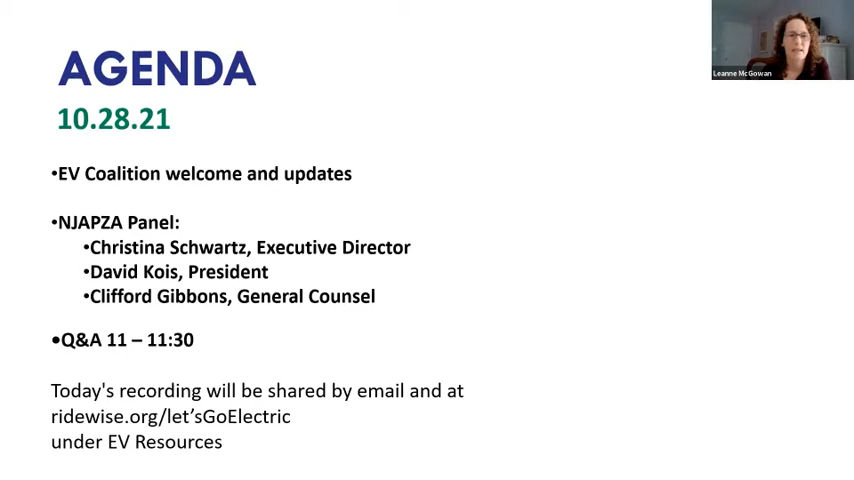 AGENDA
10.28.21
•EV Coalition welcome and updates
•NJAPZA Panel:
•Christina Schwartz, Executive Director
•David Kois, President
•Clifford Gibbons, General Counsel
•Q&A 11 – 11:30
Today's recording will be shared by email and at
ridewise.org/let’sGoElectric
under EV Resources
Leanne McGowan